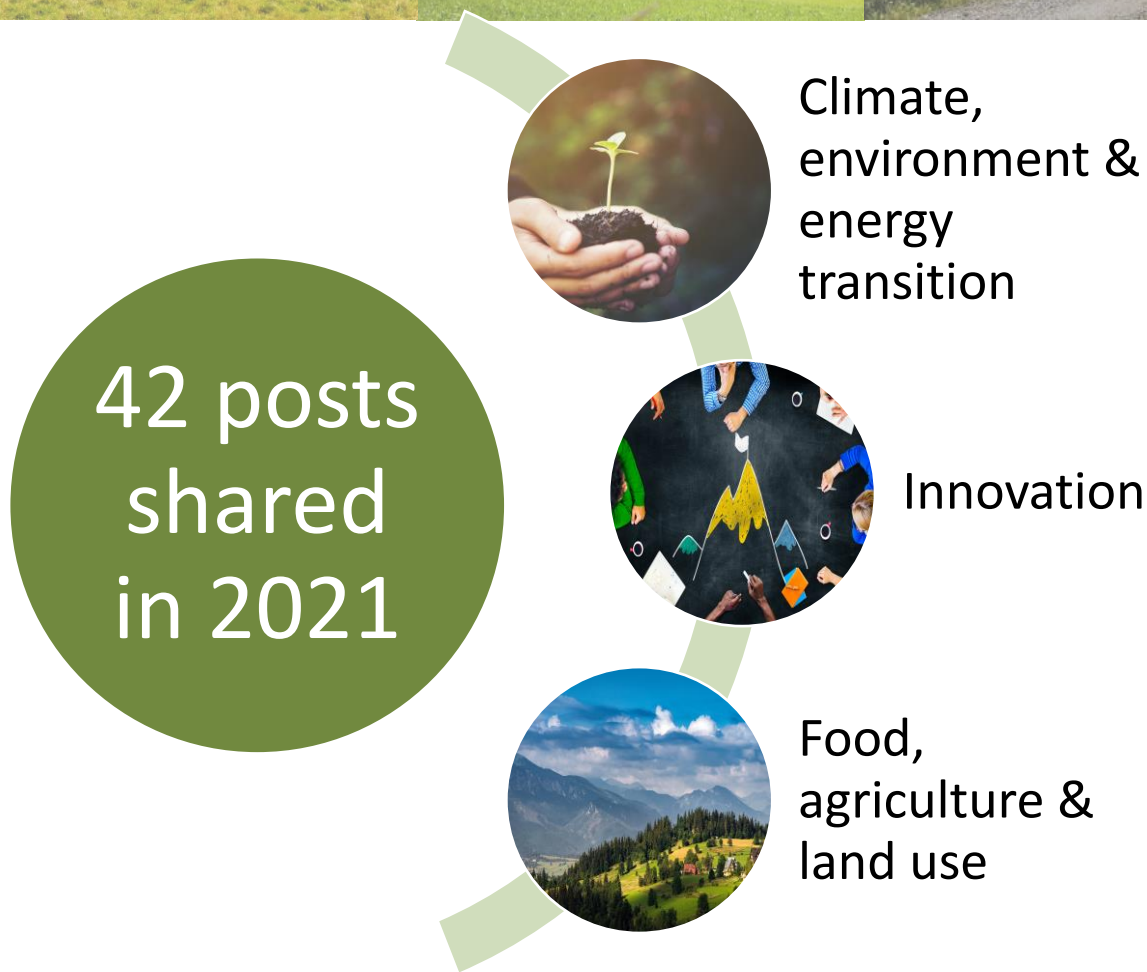 42 posts
shared
in 2021
Climate,
environment &
energy
transition
Innovation
Food,
agriculture &
land use